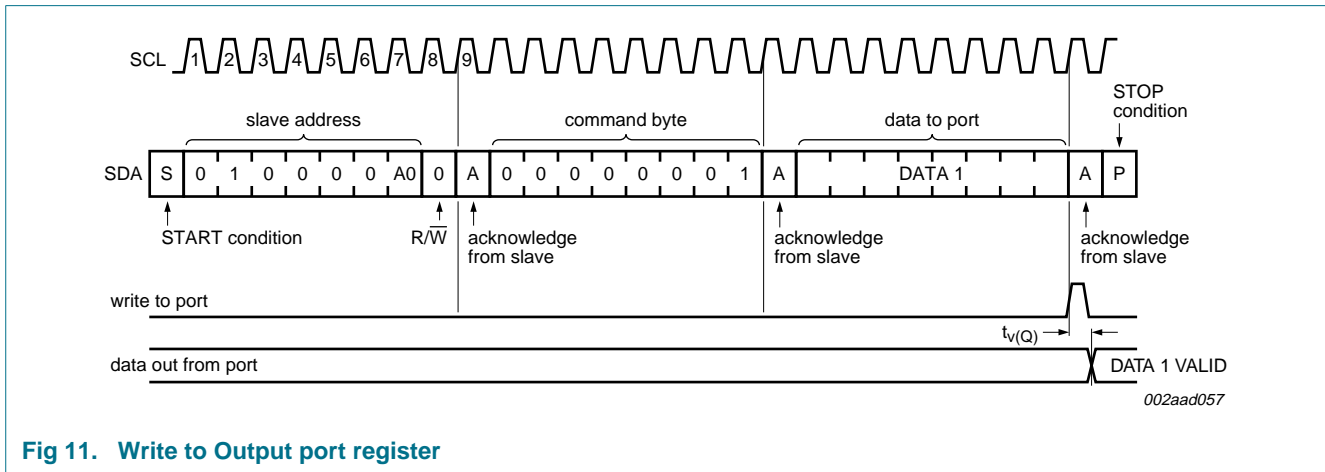 SCL 1 2 3 4 5 6 7 8 9
STOP
condition
slave address command byte data to port
SDA S 0 1 0 0 0 0 A0 0 A 0 0 0 0 0 0 0 1 A DATA 1 A P
START condition R/W̅ acknowledge
from slave acknowledge
from slave acknowledge
from slave
write to port
tv(Q)
data out from port DATA 1 VALID
002aad057
Fig 11. Write to Output port register